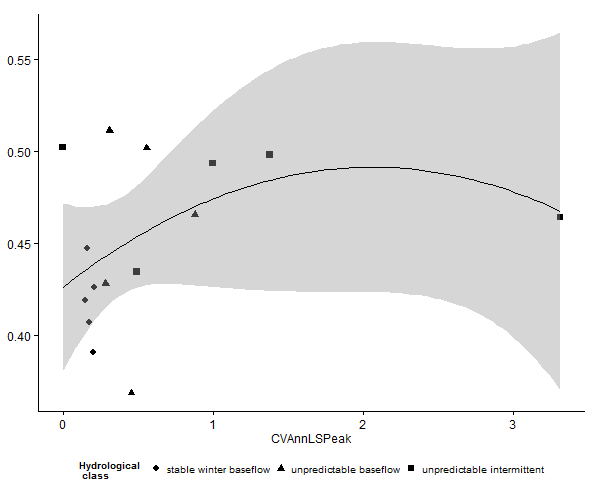 0.55
0.50
0.45
0.40
0
1
2
3
CVAnnLSPeak
Hydrological
class
stable winter baseflow
unpredictable baseflow
unpredictable intermittent